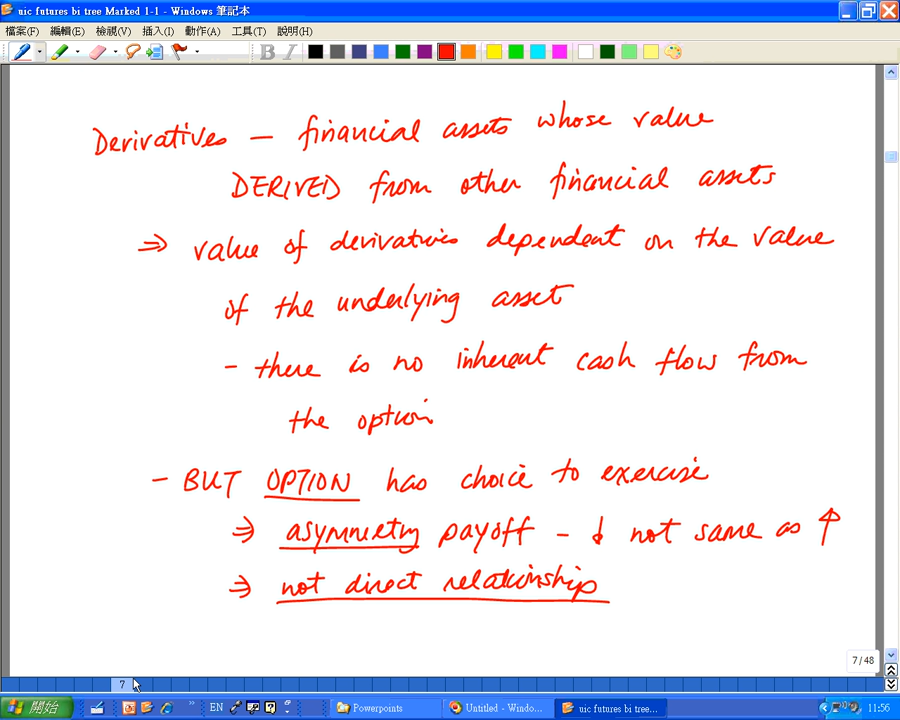 uic futures bi tree Marked 1-1 - Windows 筆記本
檔案(F) 編輯(E) 檢視(V) 插入(I) 動作(A) 工具(T) 說明(H)
B I
Derivatives — financial assets whose value
DERIVED from other financial assets
⇒ value of derivatives dependent on the value
of the underlying asset
- there is no inherent cash flow from
the option
- BUT OPTION has choice to exercise
⇒ asymmetry payoff - ↓ not same as ↑
⇒ not direct relationship
7/48
7
開始 EN Powerpoints Untitled - Window... uic futures bi tree... 11:56